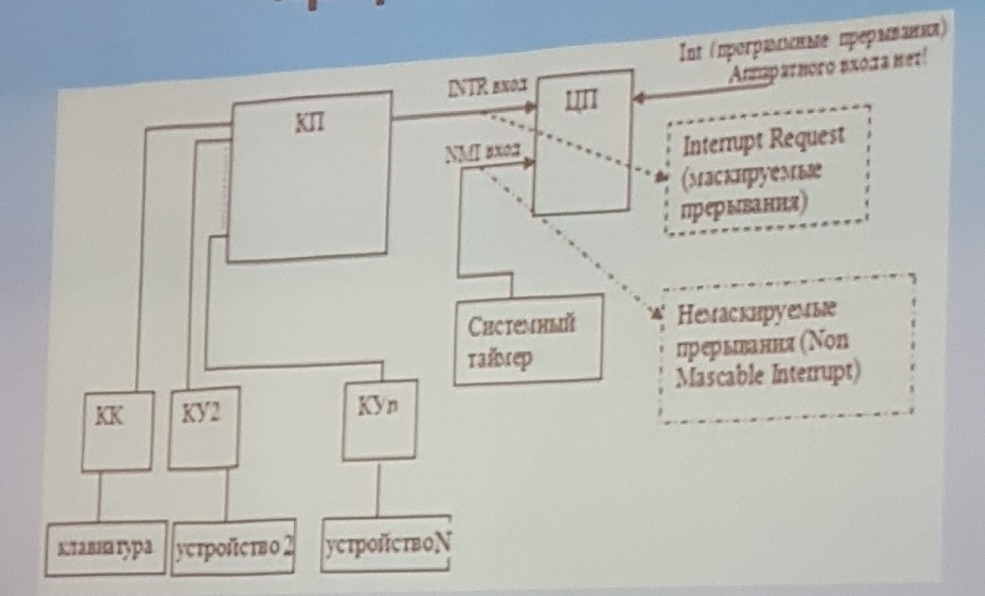 Int (программные прерывания)
Аппаратного входа нет!
INTR вход
КП
ЦП
NMI вход
Interrupt Request
(маскируемые
прерывания)
Системный
таймер
Немаскируемые
прерывания (Non
Mascable Interrupt)
КК
КУ2
КУn
клавиатура
устройство 2
устройство N